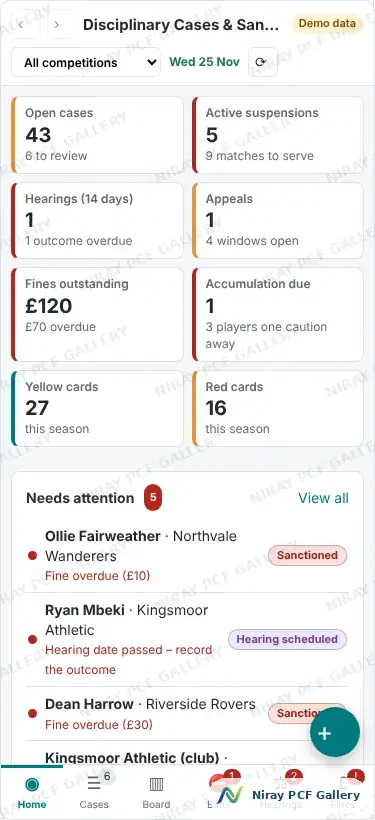 Disciplinary Cases & San...
Demo data
All competitions
Wed 25 Nov
Open cases
43
6 to review
Active suspensions
5
9 matches to serve
Hearings (14 days)
1
1 outcome overdue
Appeals
1
4 windows open
Fines outstanding
£120
£70 overdue
Accumulation due
1
3 players one caution
away
Yellow cards
27
this season
Red cards
16
this season
Needs attention
5
View all
Ollie Fairweather · Northvale
Wanderers
Fine overdue (£10)
Sanctioned
Ryan Mbeki · Kingsmoor
Athletic
Hearing date passed – record
the outcome
Hearing scheduled
Dean Harrow · Riverside Rovers
Fine overdue (£30)
Kingsmoor Athletic (club) ·
+
Home
Cases
6
Board
1
Hearings
2
Fines
!
Niray PCF Gallery
NIRAY PCF GALLERY